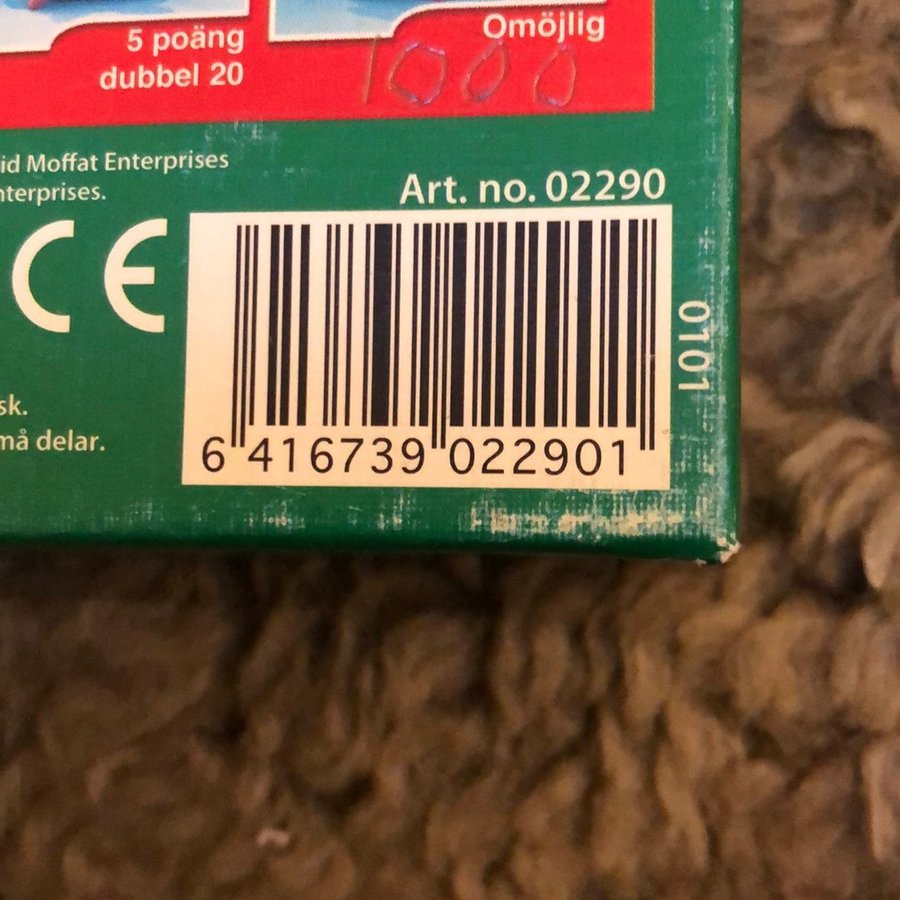 5 poäng
dubbel 20
Omöjlig
1000
id Moffat Enterprises
nterprises.
Art. no. 02290
CE
0101
sk.
må delar.
6 416739 022901